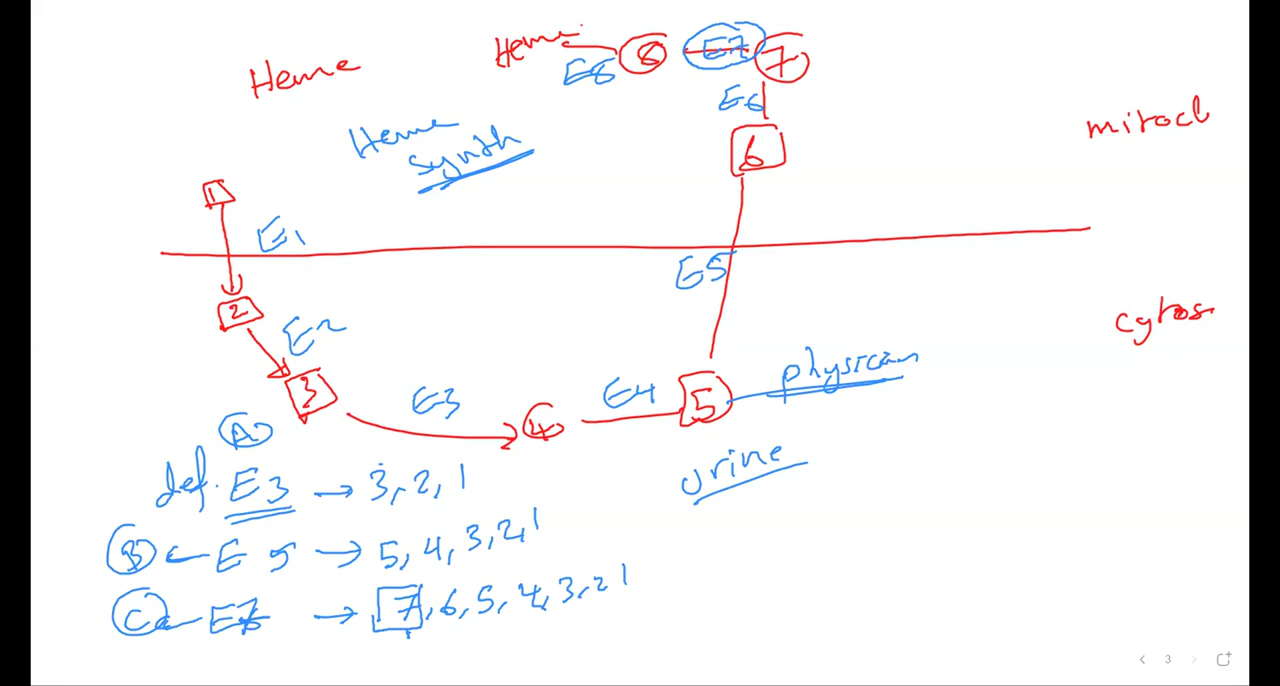 Heme E8 8 E7 7
Heme
E6
Heme
synth
6
mitoch
1
E1
E5
2
E2
cytos
3
E3
4
E4
5
physician
A
urine
def. E3 → 3, 2, 1
B ← E5 → 5, 4, 3, 2, 1
C ← E7 → 7, 6, 5, 4, 3, 2 1
3